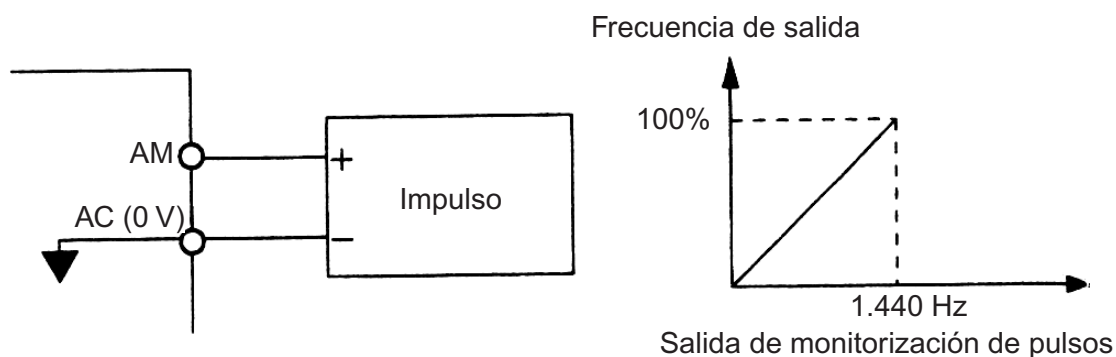 Frecuencia de salida
100%
AM
+
Impulso
AC (0 V)
−
1.440 Hz
Salida de monitorización de pulsos